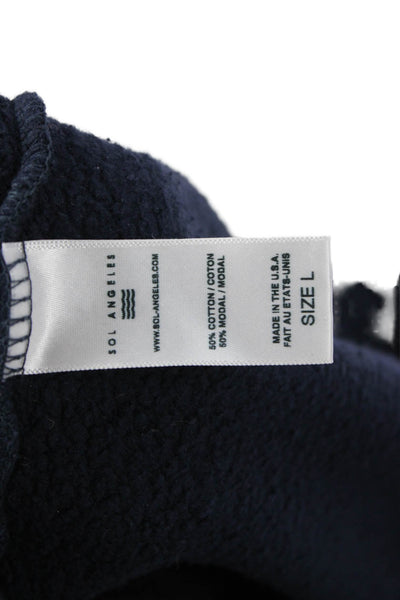 SOL ANGELES
WWW.SOL-ANGELES.COM
50% COTTON / COTON
50% MODAL / MODAL
MADE IN THE U.S.A.
FAIT AU ETATS-UNIS
SIZE L